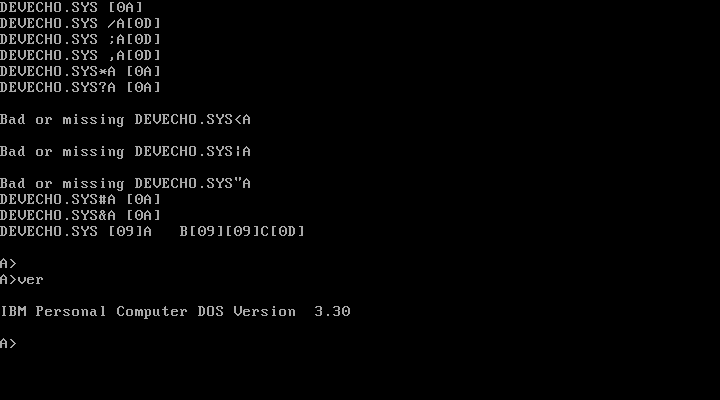 DEVECHO.SYS [0A]
DEVECHO.SYS /A[0D]
DEVECHO.SYS ;A[0D]
DEVECHO.SYS ,A[0D]
DEVECHO.SYS*A [0A]
DEVECHO.SYS?A [0A]
Bad or missing DEVECHO.SYS<A
Bad or missing DEVECHO.SYS|A
Bad or missing DEVECHO.SYS"A
DEVECHO.SYS#A [0A]
DEVECHO.SYS&A [0A]
DEVECHO.SYS [09]A   B[09][09]C[0D]
A>
A>ver
IBM Personal Computer DOS Version  3.30
A>